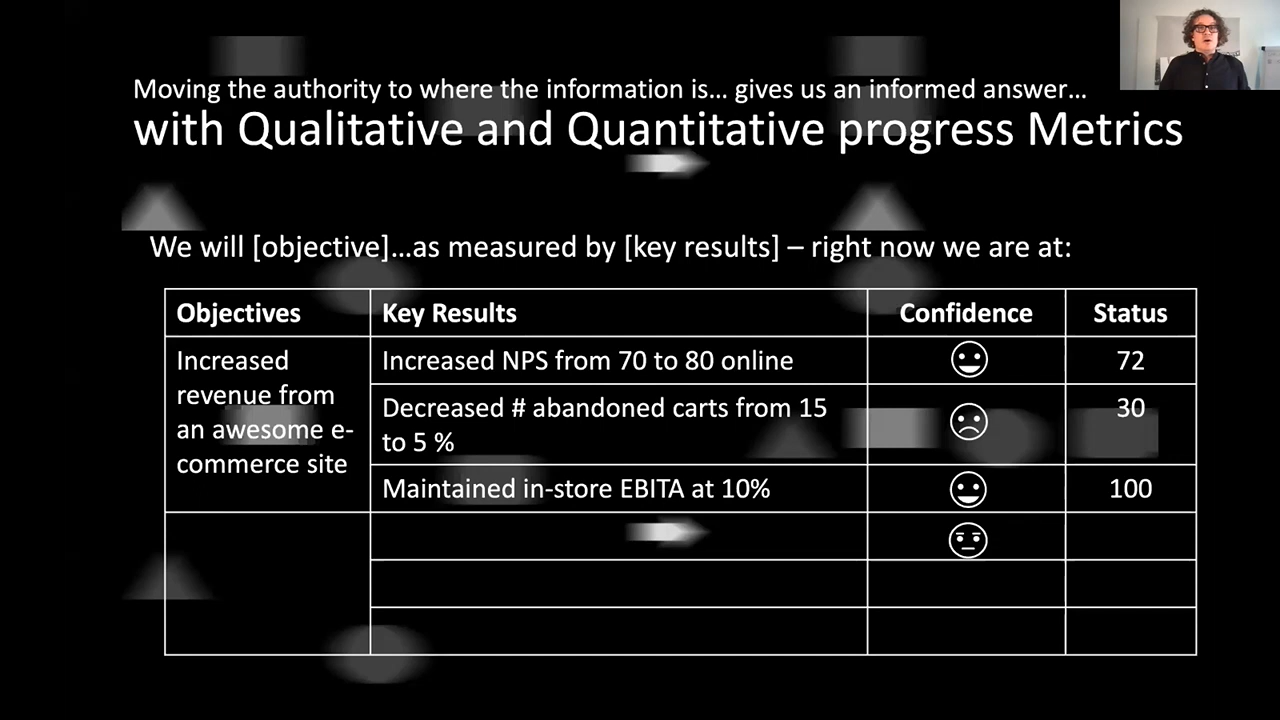 Moving the authority to where the information is... gives us an informed answer...
with Qualitative and Quantitative progress Metrics
We will [objective]...as measured by [key results] – right now we are at:
Objectives
Key Results
Confidence
Status
Increased
revenue from
an awesome e-
commerce site
Increased NPS from 70 to 80 online
72
Decreased # abandoned carts from 15
to 5 %
30
Maintained in-store EBITA at 10%
100